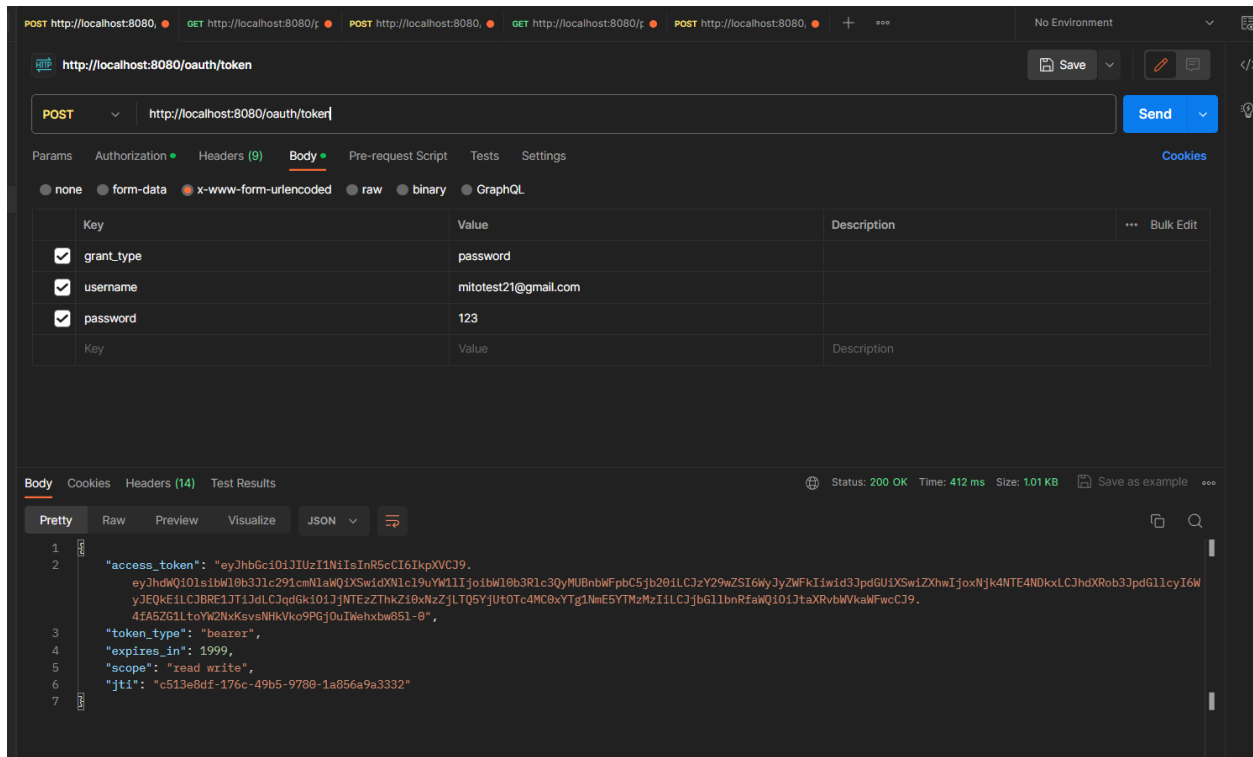 POST http://localhost:8080, GET http://localhost:8080/p POST http://localhost:8080, GET http://localhost:8080/p POST http://localhost:8080, + No Environment
HTTP http://localhost:8080/oauth/token Save
POST http://localhost:8080/oauth/token Send
Params Authorization Headers (9) Body Pre-request Script Tests Settings Cookies
none form-data x-www-form-urlencoded raw binary GraphQL
Key Value Description Bulk Edit
grant_type password
username mitotest21@gmail.com
password 123
Key Value Description
Body Cookies Headers (14) Test Results Status: 200 OK Time: 412 ms Size: 1.01 KB Save as example
Pretty Raw Preview Visualize JSON
1 {
2 "access_token": "eyJhbGciOiJIUzI1NiIsInR5cCI6IkpXVCJ9.
3 "token_type": "bearer",
4 "expires_in": 1999,
5 "scope": "read write",
6 "jti": "c513e8df-176c-49b5-9780-1a856a9a3332"
7 }